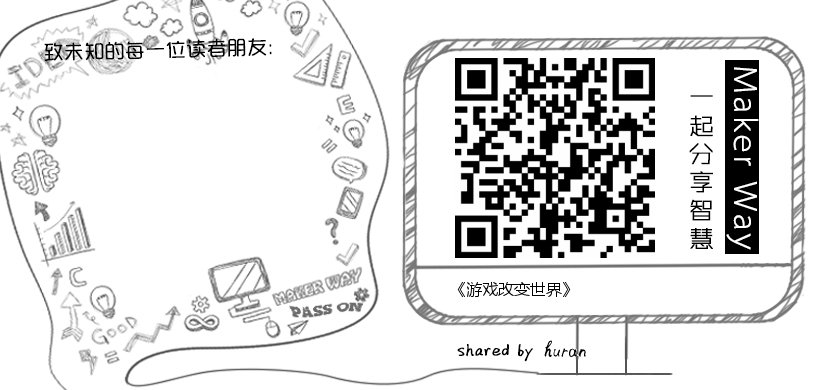 致未知的每一位读者朋友:
IDE
E
C
GOOD
MAKER WAY
PASS ON
一起分享智慧
Maker Way
《游戏改变世界》
shared by huran